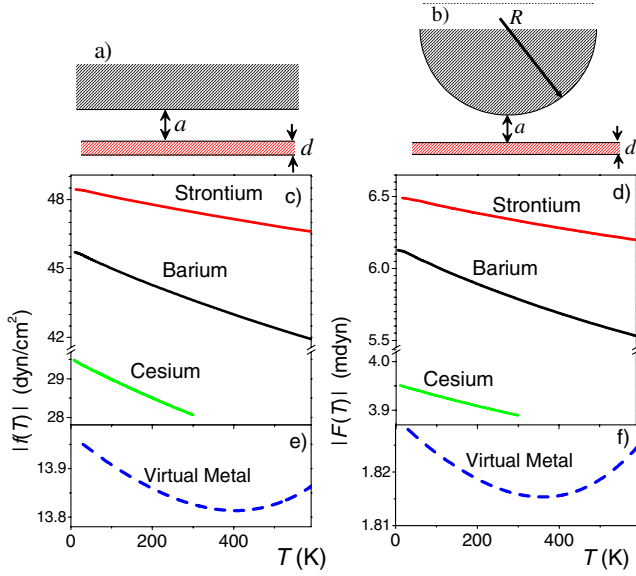 a)
a
d
b)
R
a
d
c)
Strontium
Barium
Cesium
48
45
42
29
28
|f(T)| (dyn/cm²)
e)
Virtual Metal
13.9
13.8
0 200 400
T (K)
d)
Strontium
Barium
Cesium
6.5
6.0
5.5
4.0
3.9
|F(T)| (mdyn)
f)
Virtual Metal
1.82
1.81
0 200 400
T (K)